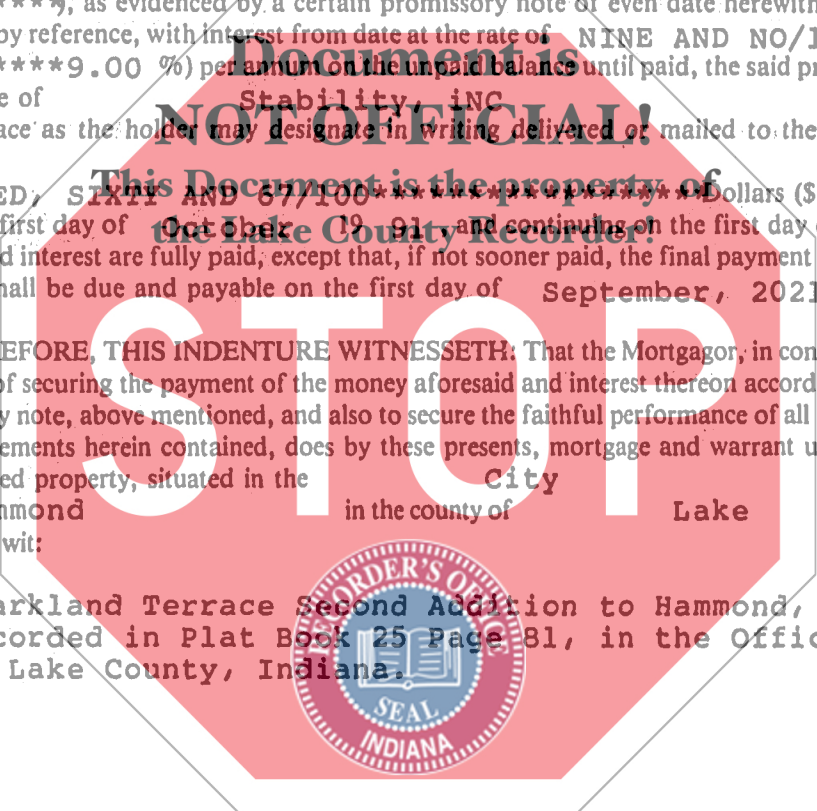 ****9, as evidenced by a certain promissory note of even date herewith
by reference, with interest from date at the rate of NINE AND NO/1
****9.00 %) per annum on the unpaid balance until paid, the said pr
Document is
e of Stability, iNC
NOT OFFICIAL!
ace as the holder may designate in writing delivered or mailed to the
This Document is the property of
ED, SIXTY AND 67/100******************Dollars ($
the Lake County Recorder!
first day of October 19 91, and continuing on the first day
d interest are fully paid, except that, if not sooner paid, the final payment
hall be due and payable on the first day of September, 2021
STOP
EFORE, THIS INDENTURE WITNESSETH: That the Mortgagor, in con
of securing the payment of the money aforesaid and interest thereon accord
y note, above mentioned, and also to secure the faithful performance of all
ements herein contained, does by these presents, mortgage and warrant u
ed property, situated in the City
mmond in the county of Lake
wit:
arkland Terrace Second Addition to Hammond,
corded in Plat Book 25 Page 81, in the Offic
Lake County, Indiana.
RECORDER'S OFFICE
SEAL
INDIANA